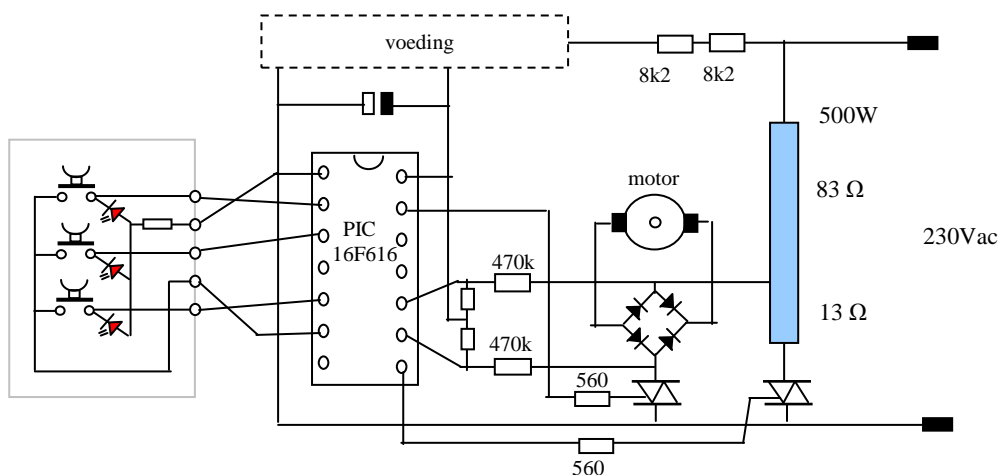 voeding
8k2
8k2
500W
83 Ω
motor
PIC
16F616
230Vac
470k
13 Ω
470k
560
560